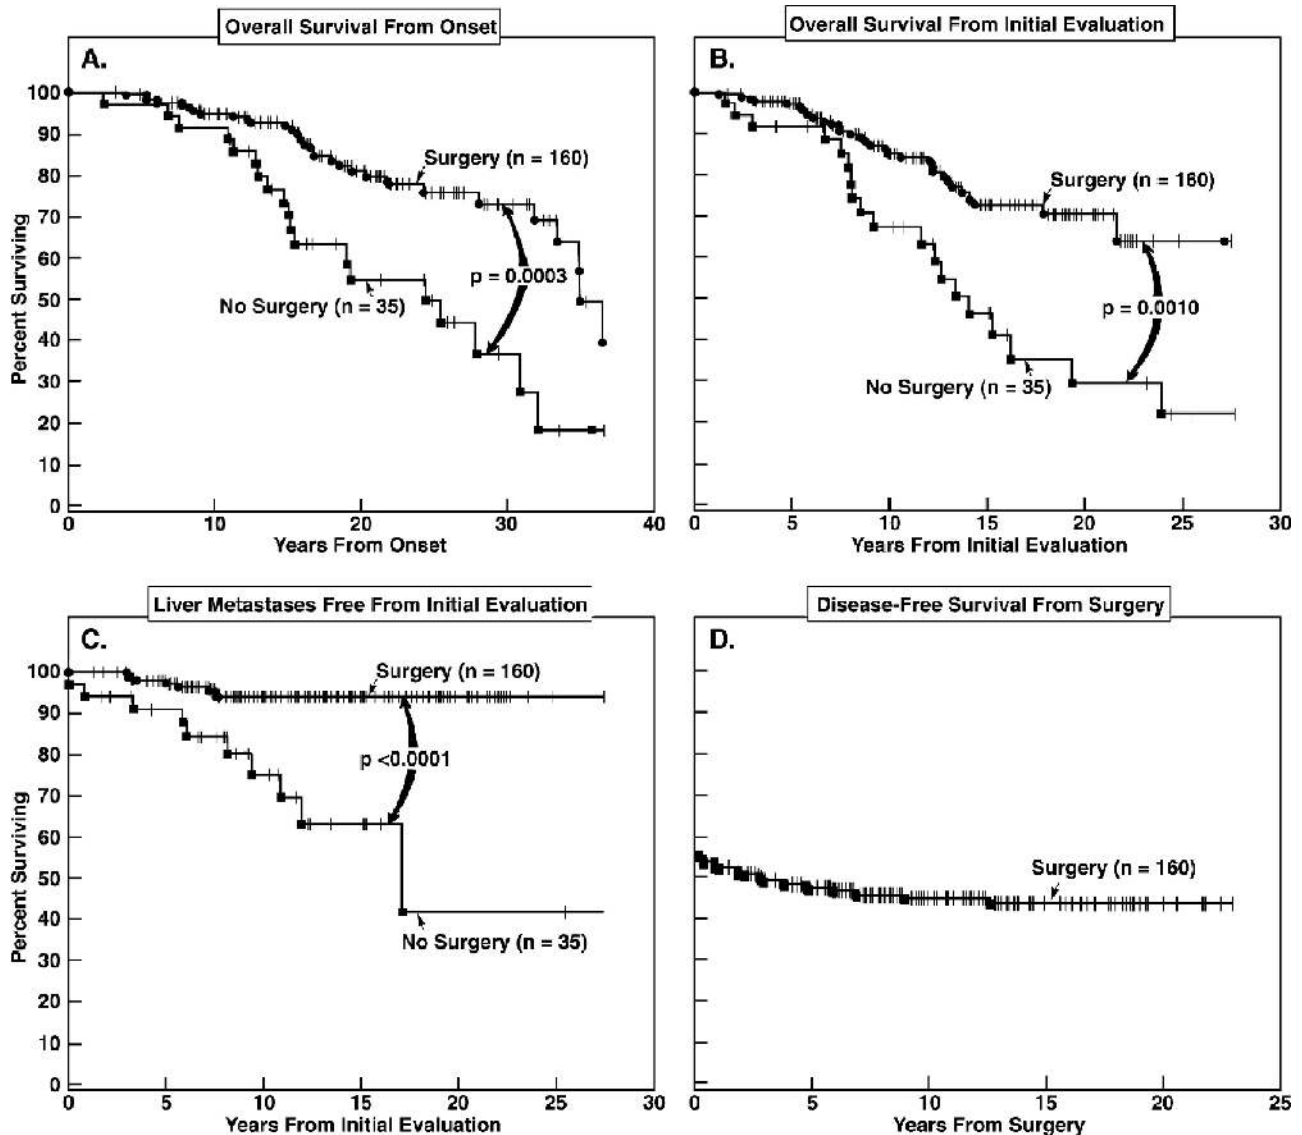 Overall Survival From Onset
A.
100
90
80
70
60
50
40
30
20
10
0
Percent Surviving
Surgery (n = 160)
p = 0.0003
No Surgery (n = 35)
0 10 20 30 40
Years From Onset
Overall Survival From Initial Evaluation
B.
Surgery (n = 160)
p = 0.0010
No Surgery (n = 35)
0 5 10 15 20 25 30
Years From Initial Evaluation
Liver Metastases Free From Initial Evaluation
C.
100
90
80
70
60
50
40
30
20
10
0
Percent Surviving
Surgery (n = 160)
p <0.0001
No Surgery (n = 35)
0 5 10 15 20 25 30
Years From Initial Evaluation
Disease-Free Survival From Surgery
D.
Surgery (n = 160)
0 5 10 15 20 25
Years From Surgery